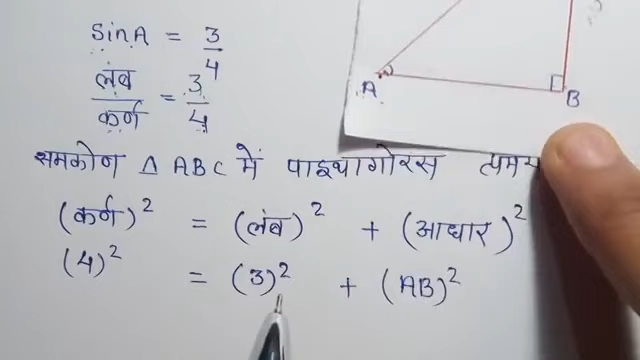 SinA = 3/4
लंब/कर्ण = 3/4
A
B
समकोण △ ABC में पाइथागोरस
(कर्ण)² = (लंब)² + (आधार)²
(4)² = (3)² + (AB)²